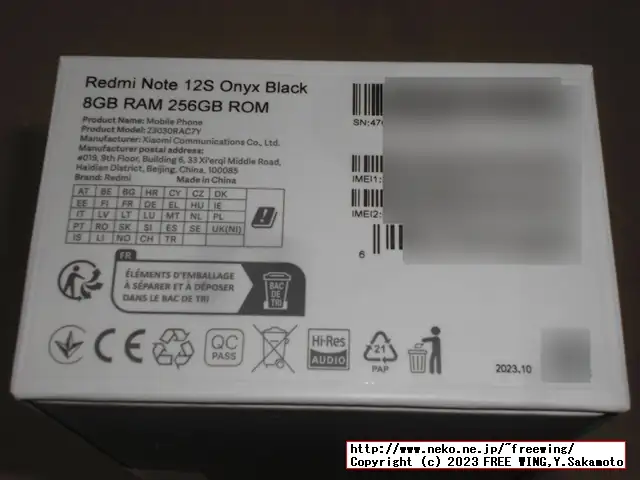 Redmi Note 12S Onyx Black
8GB RAM 256GB ROM
Product Name: Mobile Phone
Product Model: 23030RAC7Y
Manufacturer: Xiaomi Communications Co., Ltd.
Manufacturer postal address:
#019, 9th Floor, Building 6, 33 Xi'erqi Middle Road,
Haidian District, Beijing, China, 100085
Brand: Redmi Made in China
AT BE BG HR CY CZ DK
EE FI FR DE EL HU IE
IT LV LT LU MT NL PL
PT RO SK SI ES SE UK(NI)
IS LI NO CH TR
SN:47
IMEI1:
IMEI2:
6
FR
ÉLÉMENTS D'EMBALLAGE
À SÉPARER ET À DÉPOSER
DANS LE BAC DE TRI
BAC
DE
TRI
CE
QC
PASS
Hi-Res
AUDIO
21
PAP
2023.10
http://www.neko.ne.jp/~freewing/
Copyright (c) 2023 FREE WING,Y.Sakamoto